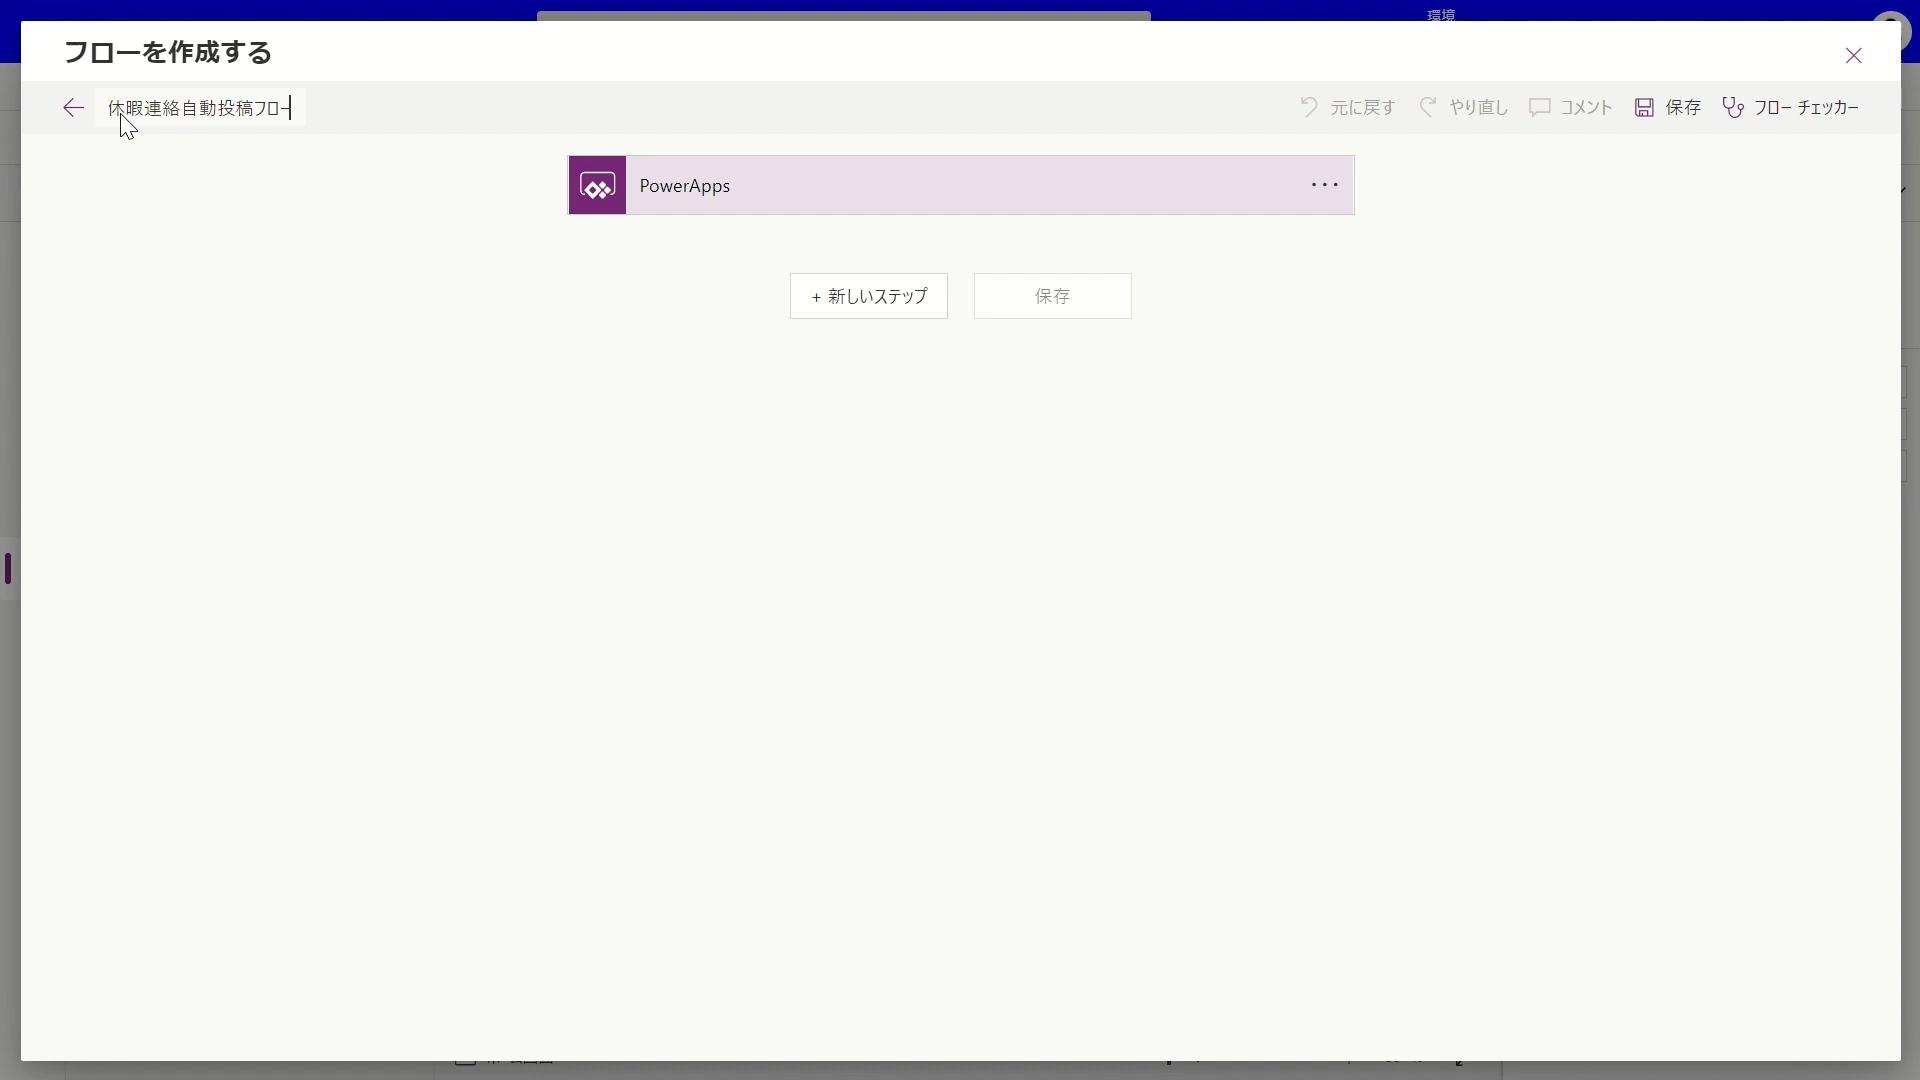 環境
フローを作成する
休暇連絡自動投稿フロー
元に戻す やり直し コメント 保存 フロー チェッカー
PowerApps
+ 新しいステップ 保存